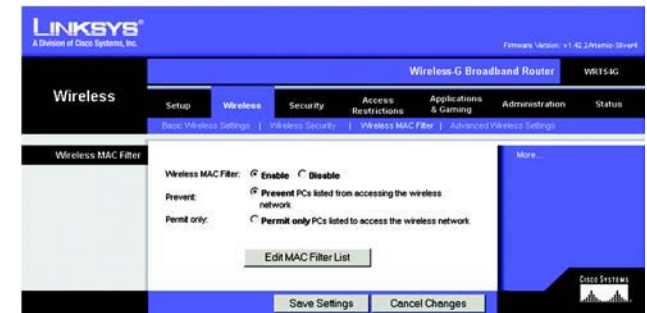 LINKSYS®
A Division of Cisco Systems, Inc.
Firmware Version: v1.42.2Artemis-Silver4
Wireless-G Broadband Router WRT54G
Wireless
Setup Wireless Security Access Restrictions Applications & Gaming Administration Status
Basic Wireless Settings | Wireless Security | Wireless MAC Filter | Advanced Wireless Settings
Wireless MAC Filter
More...
Wireless MAC Filter: Enable Disable
Prevent: Prevent PCs listed from accessing the wireless
network
Permit only: Permit only PCs listed to access the wireless network
Edit MAC Filter List
CISCO SYSTEMS
Save Settings Cancel Changes